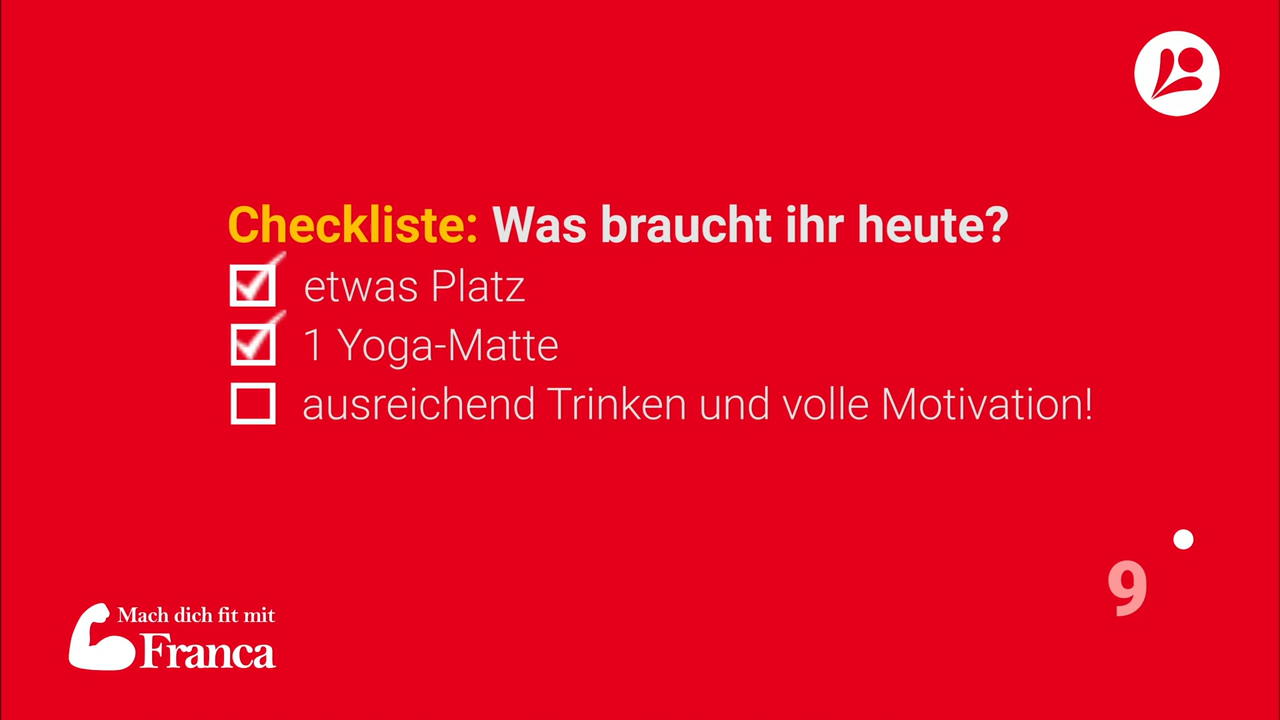 Checkliste: Was braucht ihr heute?
etwas Platz
1 Yoga-Matte
ausreichend Trinken und volle Motivation!
9
Mach dich fit mit
Franca